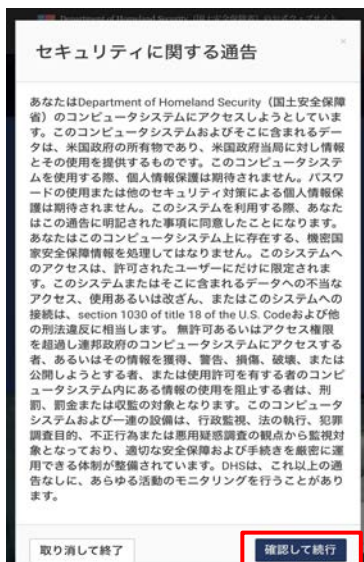 Department of Homeland Security
セキュリティに関する通告
×
あなたはDepartment of Homeland Security（国土安全保障
省）のコンピュータシステムにアクセスしようとしていま
す。このコンピュータシステムおよびそこに含まれるデー
タは、米国政府の所有物であり、米国政府当局に対し情報
とその使用を提供するものです。このコンピュータシステ
ムを使用する際、個人情報保護は期待されません。パスワ
ードの使用または他のセキュリティ対策による個人情報保
護は期待されません。このシステムを利用する際、あなた
はこの通告に明記された事項に同意したことになります。
あなたはこのコンピュータシステム上に存在する、機密国
家安全保障情報を処理してはなりません。このシステムへ
のアクセスは、許可されたユーザーにだけに限定されま
す。このシステムまたはそこに含まれるデータへの不当な
アクセス、使用あるいは改ざん、またはこのシステムへの
接続は、section 1030 of title 18 of the U.S. Codeおよび他
の刑法違反に相当します。 無許可あるいはアクセス権限
を超過し連邦政府のコンピュータシステムにアクセスする
者、あるいはその情報を獲得、警告、損傷、破壊、または
公開しようとする者、または使用許可を有する者のコンピ
ュータシステム内にある情報の使用を阻止する者は、刑
罰、罰金または収監の対象となります。このコンピュータ
システムおよび一連の設備は、行政監視、法の執行、犯罪
調査目的、不正行為または悪用疑惑調査の観点から監視対
象となっており、適切な安全保障および手続きを厳密に運
用できる体制が整備されています。DHSは、これ以上の通
告なしに、あらゆる活動のモニタリングを行うことがあり
ます。
取り消して終了
確認して続行